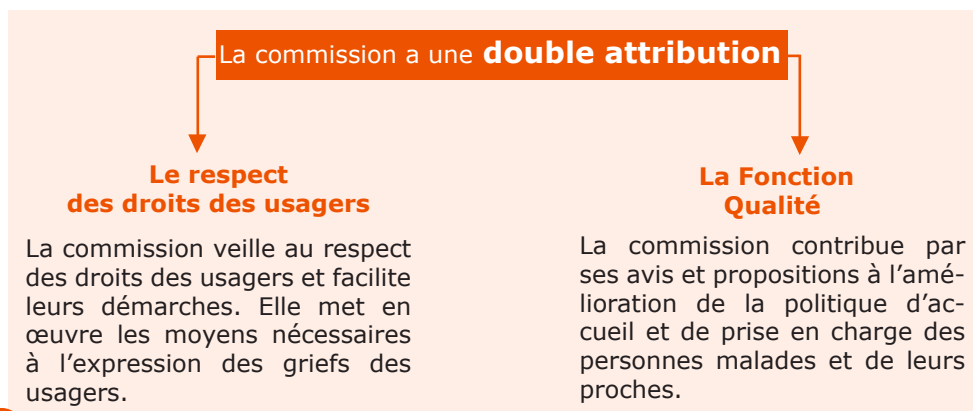 La commission a une double attribution
Le respect
des droits des usagers
La commission veille au respect
des droits des usagers et facilite
leurs démarches. Elle met en
œuvre les moyens nécessaires
à l’expression des griefs des
usagers.
La Fonction
Qualité
La commission contribue par
ses avis et propositions à l’amé-
lioration de la politique d’ac-
cueil et de prise en charge des
personnes malades et de leurs
proches.